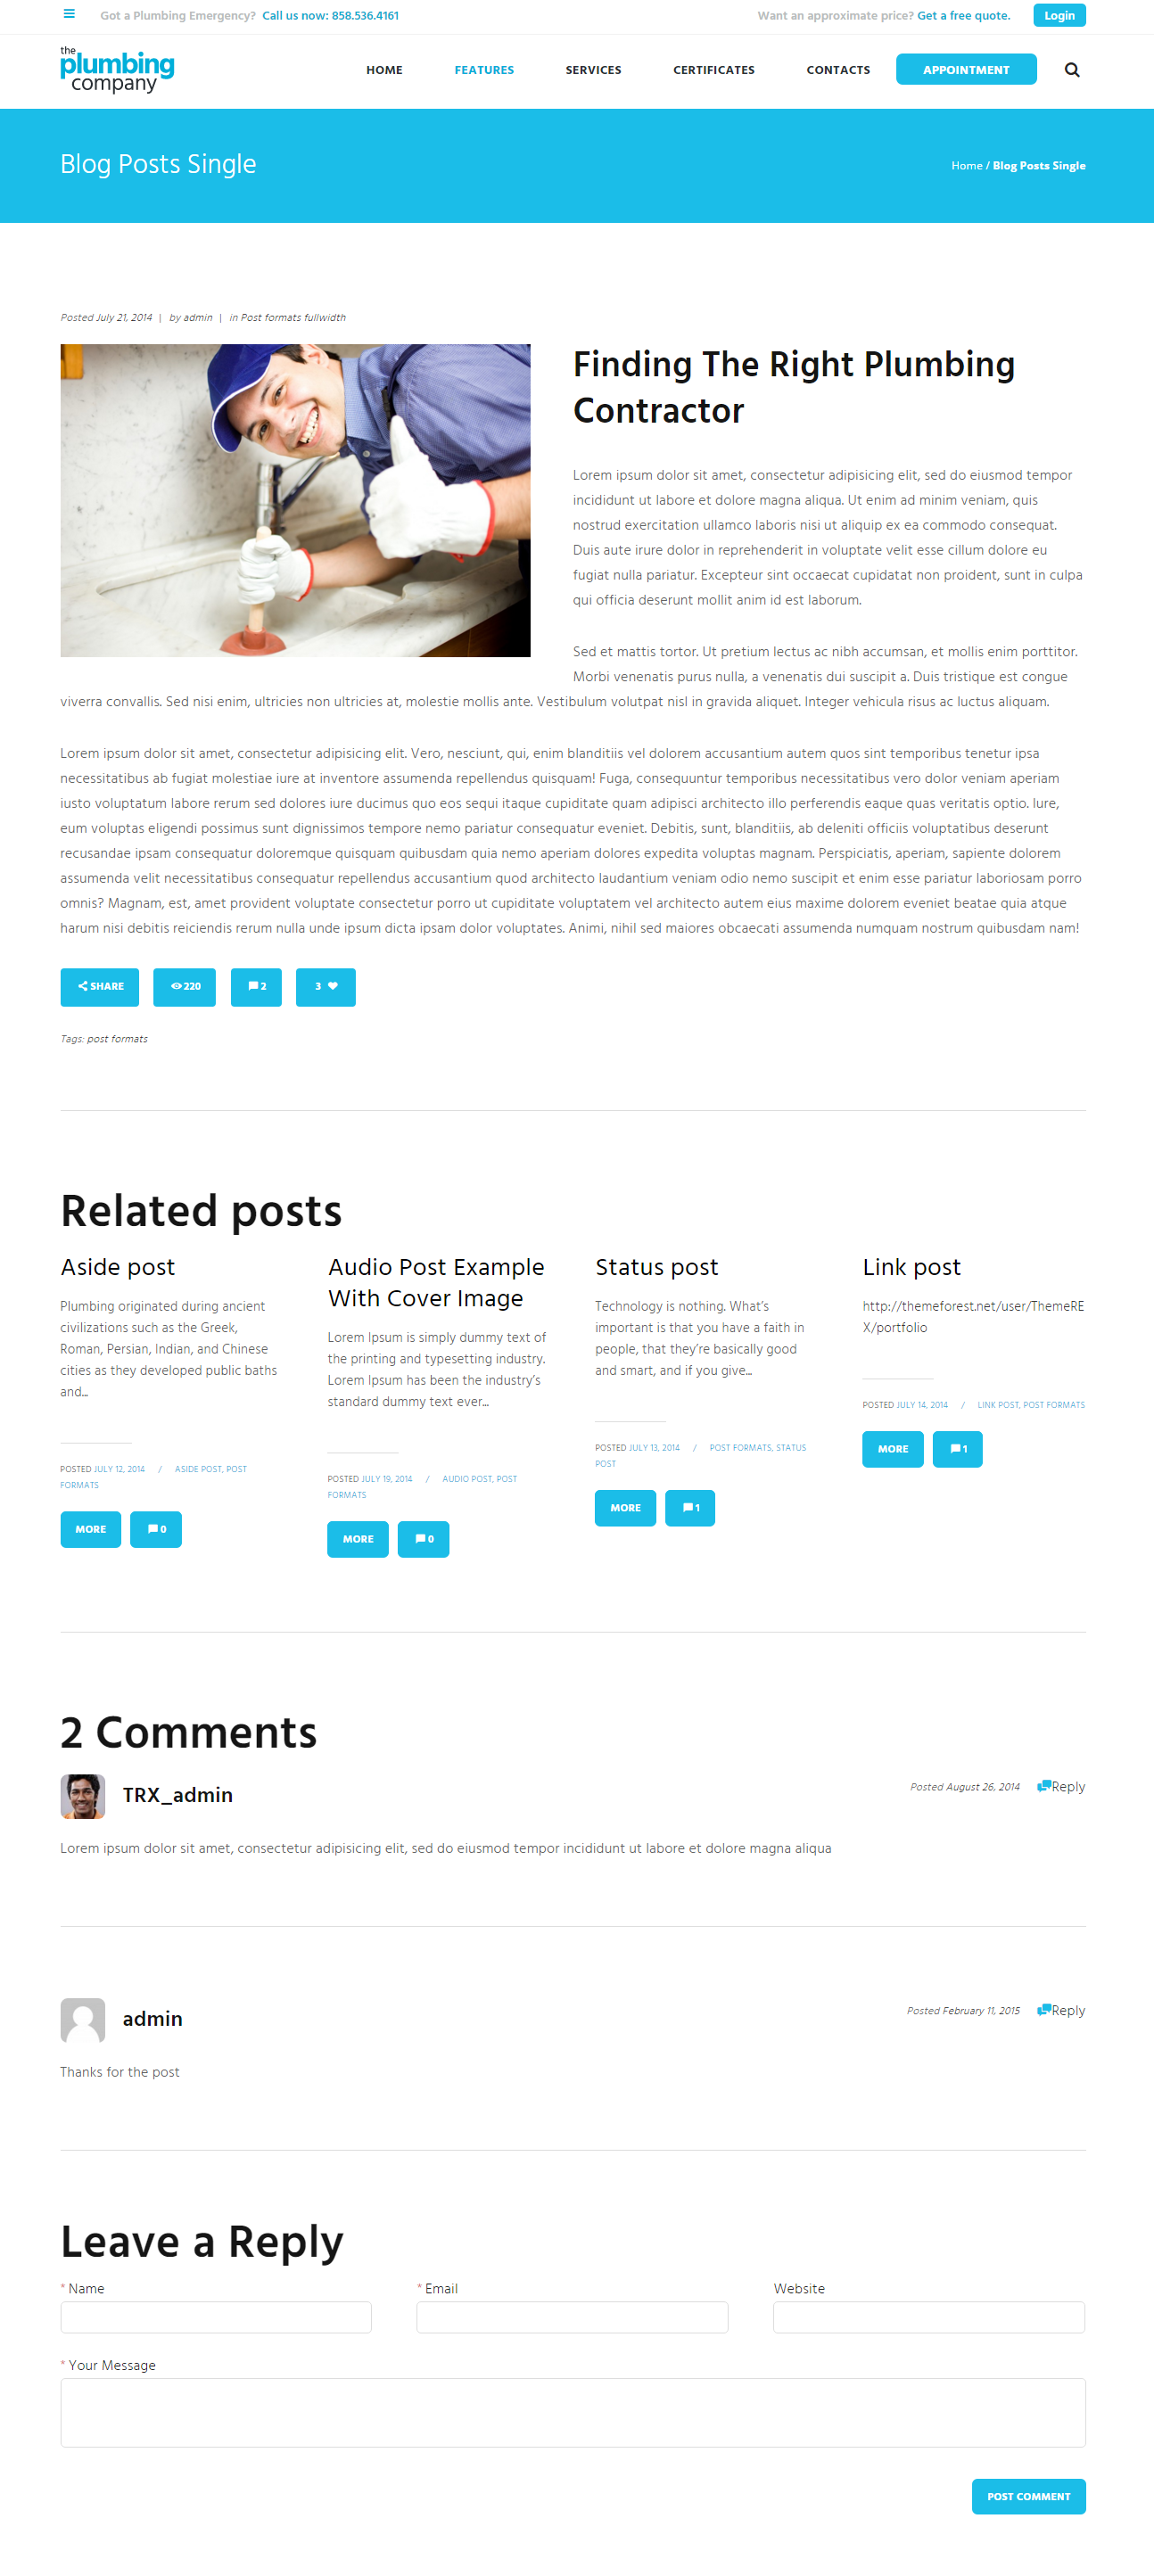 Got a Plumbing Emergency? Call us now: 858.536.4161
Want an approximate price? Get a free quote.
Login
the
plumbing
company
HOME
FEATURES
SERVICES
CERTIFICATES
CONTACTS
APPOINTMENT
Blog Posts Single
Home / Blog Posts Single
Posted July 21, 2014 | by admin | in Post formats fullwidth
Finding The Right Plumbing
Contractor
Lorem ipsum dolor sit amet, consectetur adipisicing elit, sed do eiusmod tempor
incididunt ut labore et dolore magna aliqua. Ut enim ad minim veniam, quis
nostrud exercitation ullamco laboris nisi ut aliquip ex ea commodo consequat.
Duis aute irure dolor in reprehenderit in voluptate velit esse cillum dolore eu
fugiat nulla pariatur. Excepteur sint occaecat cupidatat non proident, sunt in culpa
qui officia deserunt mollit anim id est laborum.
Sed et mattis tortor. Ut pretium lectus ac nibh accumsan, et mollis enim porttitor.
Morbi venenatis purus nulla, a venenatis dui suscipit a. Duis tristique est congue
viverra convallis. Sed nisi enim, ultricies non ultricies at, molestie mollis ante. Vestibulum volutpat nisl in gravida aliquet. Integer vehicula risus ac luctus aliquam.
Lorem ipsum dolor sit amet, consectetur adipisicing elit. Vero, nesciunt, qui, enim blanditiis vel dolorem accusantium autem quos sint temporibus tenetur ipsa
necessitatibus ab fugiat molestiae iure at inventore assumenda repellendus quisquam! Fuga, consequuntur temporibus necessitatibus vero dolor veniam aperiam
iusto voluptatum labore rerum sed dolores iure ducimus quo eos sequi itaque cupiditate quam adipisci architecto illo perferendis eaque quas veritatis optio. Iure,
eum voluptas eligendi possimus sunt dignissimos tempore nemo pariatur consequatur eveniet. Debitis, sunt, blanditiis, ab deleniti officiis voluptatibus deserunt
recusandae ipsam consequatur doloremque quisquam quibusdam quia nemo aperiam dolores expedita voluptas magnam. Perspiciatis, aperiam, sapiente dolorem
assumenda velit necessitatibus consequatur repellendus accusantium quod architecto laudantium veniam odio nemo suscipit et enim esse pariatur laboriosam porro
omnis? Magnam, est, amet provident voluptate consectetur porro ut cupiditate voluptatem vel architecto autem eius maxime dolorem eveniet beatae quia atque
harum nisi debitis reiciendis rerum nulla unde ipsum dicta ipsam dolor voluptates. Animi, nihil sed maiores obcaecati assumenda numquam nostrum quibusdam nam!
SHARE
220
2
3
Tags: post formats
Related posts
Aside post
Plumbing originated during ancient
civilizations such as the Greek,
Roman, Persian, Indian, and Chinese
cities as they developed public baths
and...
POSTED JULY 12, 2014 / ASIDE POST, POST
FORMATS
MORE
0
Audio Post Example
With Cover Image
Lorem Ipsum is simply dummy text of
the printing and typesetting industry.
Lorem Ipsum has been the industry's
standard dummy text ever...
POSTED JULY 19, 2014 / AUDIO POST, POST
FORMATS
MORE
0
Status post
Technology is nothing. What's
important is that you have a faith in
people, that they're basically good
and smart, and if you give...
POSTED JULY 13, 2014 / POST FORMATS, STATUS
POST
MORE
1
Link post
http://themeforest.net/user/ThemeRE
X/portfolio
POSTED JULY 14, 2014 / LINK POST, POST FORMATS
MORE
1
2 Comments
TRX_admin
Posted August 26, 2014
Reply
Lorem ipsum dolor sit amet, consectetur adipisicing elit, sed do eiusmod tempor incididunt ut labore et dolore magna aliqua
admin
Posted February 11, 2015
Reply
Thanks for the post
Leave a Reply
* Name
* Email
Website
* Your Message
POST COMMENT